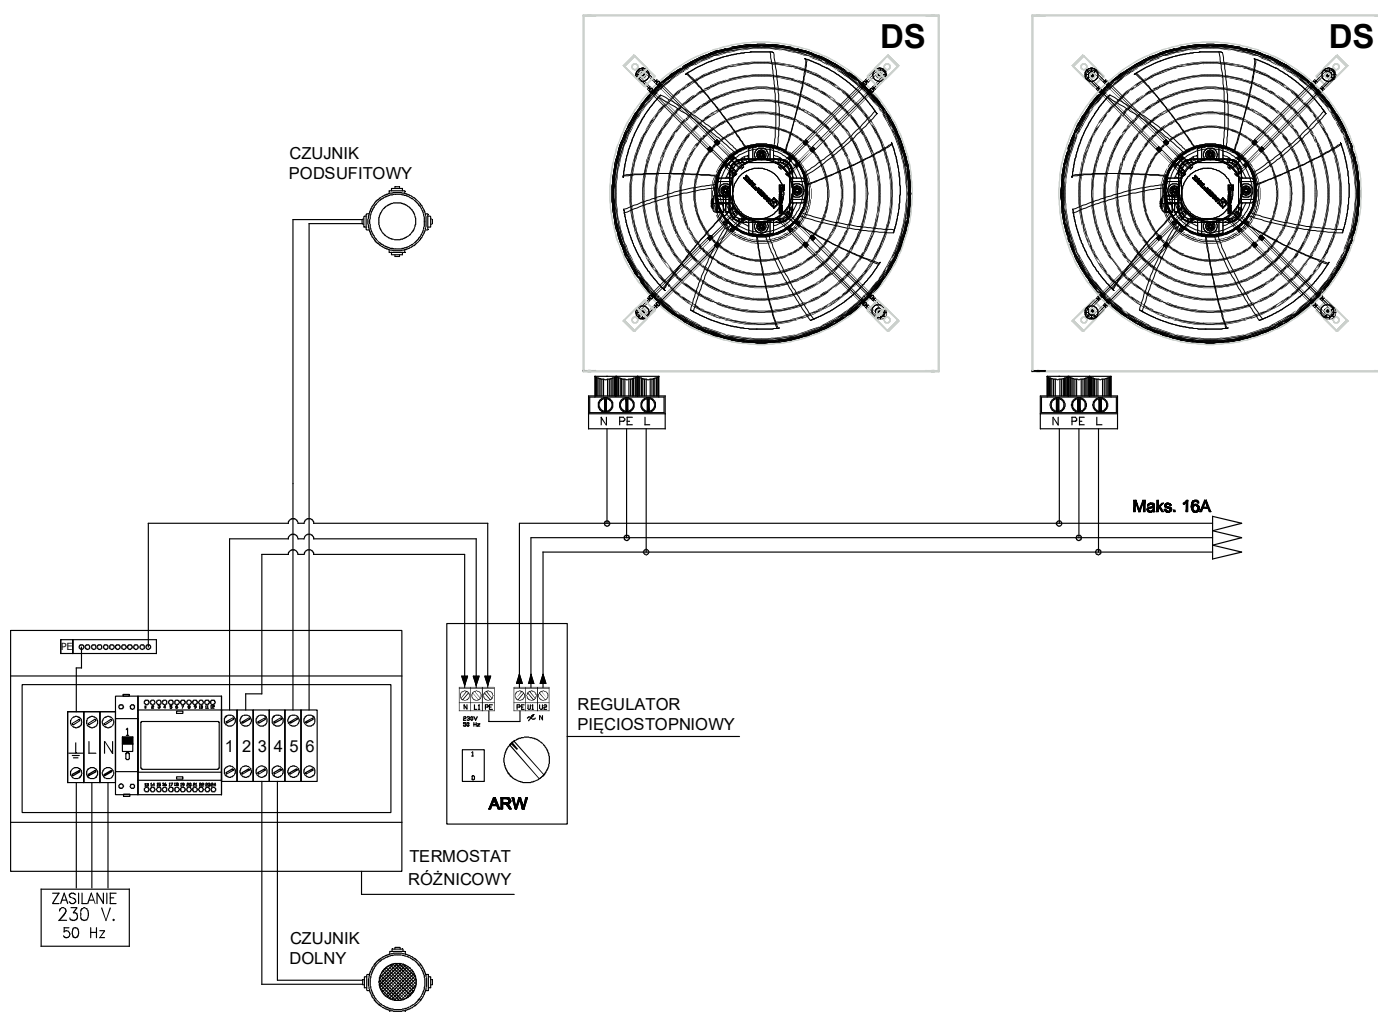 DS
DS
CZUJNIK
PODSUFITOWY
N PE L
N PE L
Maks. 16A
PE
N L1 PE
PE U1 U2
230V
50 Hz
N
1
0
ARW
REGULATOR
PIĘCIOSTOPNIOWY
L N
1
0
1 2 3 4 5 6
TERMOSTAT
RÓŻNICOWY
ZASILANIE
230 V.
50 Hz
CZUJNIK
DOLNY